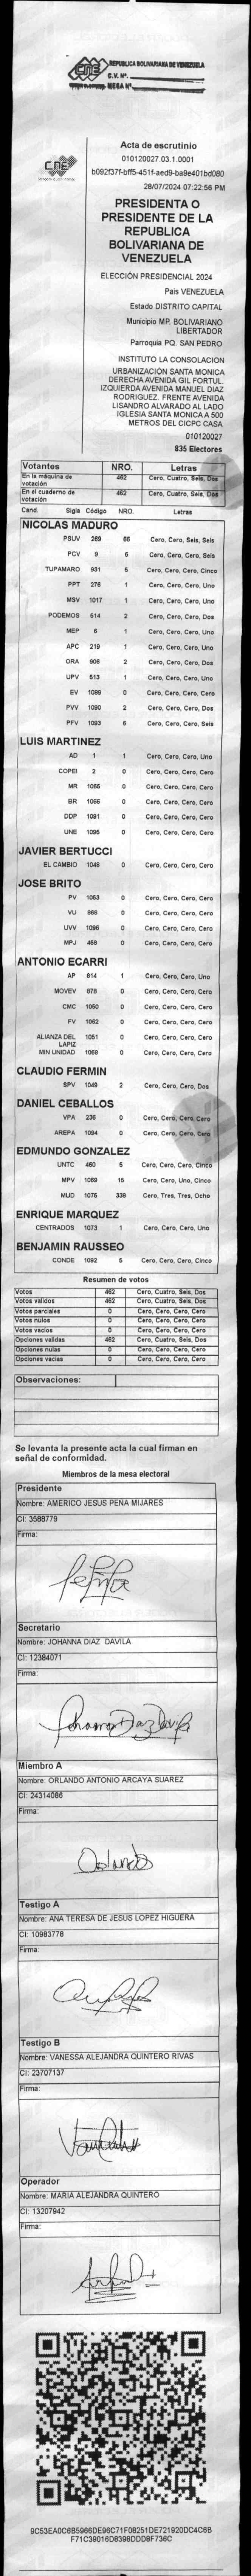 CNE
REPUBLICA BOLIVARIANA DE VENEZUELA
C.V. Nº.
MESA Nº.
CNE
Acta de escrutinio
010120027.03.1.0001
b092f37f-bff5-451f-aed9-ba9e401bd080
28/07/2024 07:22:56 PM
PRESIDENTA O
PRESIDENTE DE LA
REPUBLICA
BOLIVARIANA DE
VENEZUELA
ELECCIÓN PRESIDENCIAL 2024
Pais VENEZUELA
Estado DISTRITO CAPITAL
Municipio MP. BOLIVARIANO
LIBERTADOR
Parroquia PQ. SAN PEDRO
INSTITUTO LA CONSOLACION
URBANIZACIÓN SANTA MONICA
DERECHA AVENIDA GIL FORTUL.
IZQUIERDA AVENIDA MANUEL DIAZ
RODRIGUEZ. FRENTE AVENIDA
LISANDRO ALVARADO AL LADO
IGLESIA SANTA MONICA A 500
METROS DEL CICPC CASA
010120027
835 Electores
Votantes NRO. Letras
En la máquina de votación 462 Cero, Cuatro, Seis, Dos
En el cuaderno de votación 462 Cero, Cuatro, Seis, Dos
Cand. Sigla Código NRO. Letras
NICOLAS MADURO
PSUV 269 66 Cero, Cero, Seis, Seis
PCV 9 6 Cero, Cero, Cero, Seis
TUPAMARO 931 5 Cero, Cero, Cero, Cinco
PPT 276 1 Cero, Cero, Cero, Uno
MSV 1017 1 Cero, Cero, Cero, Uno
PODEMOS 514 2 Cero, Cero, Cero, Dos
MEP 6 1 Cero, Cero, Cero, Uno
APC 219 1 Cero, Cero, Cero, Uno
ORA 906 2 Cero, Cero, Cero, Dos
UPV 513 1 Cero, Cero, Cero, Uno
EV 1089 0 Cero, Cero, Cero, Cero
PVV 1090 2 Cero, Cero, Cero, Dos
PFV 1093 6 Cero, Cero, Cero, Seis
LUIS MARTINEZ
AD 1 1 Cero, Cero, Cero, Uno
COPEI 2 0 Cero, Cero, Cero, Cero
MR 1065 0 Cero, Cero, Cero, Cero
BR 1066 0 Cero, Cero, Cero, Cero
DDP 1091 0 Cero, Cero, Cero, Cero
UNE 1095 0 Cero, Cero, Cero, Cero
JAVIER BERTUCCI
EL CAMBIO 1048 0 Cero, Cero, Cero, Cero
JOSE BRITO
PV 1053 0 Cero, Cero, Cero, Cero
VU 868 0 Cero, Cero, Cero, Cero
UVV 1096 0 Cero, Cero, Cero, Cero
MPJ 458 0 Cero, Cero, Cero, Cero
ANTONIO ECARRI
AP 814 1 Cero, Cero, Cero, Uno
MOVEV 878 0 Cero, Cero, Cero, Cero
CMC 1050 0 Cero, Cero, Cero, Cero
FV 1062 0 Cero, Cero, Cero, Cero
ALIANZA DEL LAPIZ 1051 0 Cero, Cero, Cero, Cero
MIN UNIDAD 1068 0 Cero, Cero, Cero, Cero
CLAUDIO FERMIN
SPV 1049 2 Cero, Cero, Cero, Dos
DANIEL CEBALLOS
VPA 236 0 Cero, Cero, Cero, Cero
AREPA 1094 0 Cero, Cero, Cero, Cero
EDMUNDO GONZALEZ
UNTC 460 5 Cero, Cero, Cero, Cinco
MPV 1069 15 Cero, Cero, Uno, Cinco
MUD 1075 338 Cero, Tres, Tres, Ocho
ENRIQUE MARQUEZ
CENTRADOS 1073 1 Cero, Cero, Cero, Uno
BENJAMIN RAUSSEO
CONDE 1092 5 Cero, Cero, Cero, Cinco
Resumen de votos
Votos 462 Cero, Cuatro, Seis, Dos
Votos validos 462 Cero, Cuatro, Seis, Dos
Votos parciales 0 Cero, Cero, Cero, Cero
Votos nulos 0 Cero, Cero, Cero, Cero
Votos vacios 0 Cero, Cero, Cero, Cero
Opciones validas 462 Cero, Cuatro, Seis, Dos
Opciones nulas 0 Cero, Cero, Cero, Cero
Opciones vacias 0 Cero, Cero, Cero, Cero
Observaciones:
Se levanta la presente acta la cual firman en
señal de conformidad.
Miembros de la mesa electoral
Presidente
Nombre: AMERICO JESUS PENA MIJARES
CI: 3588779
Firma:
Secretario
Nombre: JOHANNA DIAZ DAVILA
CI: 12384071
Firma:
Johanna Diaz Davila
Miembro A
Nombre: ORLANDO ANTONIO ARCAYA SUAREZ
CI: 24314086
Firma:
Orlando
Testigo A
Nombre: ANA TERESA DE JESUS LOPEZ HIGUERA
CI: 10983778
Firma:
Testigo B
Nombre: VANESSA ALEJANDRA QUINTERO RIVAS
CI: 23707137
Firma:
Operador
Nombre: MARIA ALEJANDRA QUINTERO
CI: 13207942
Firma:
9C53EA0C6B5966DE96C71F08251DE721920DC4C6B
F71C39016D8398DDD8F736C